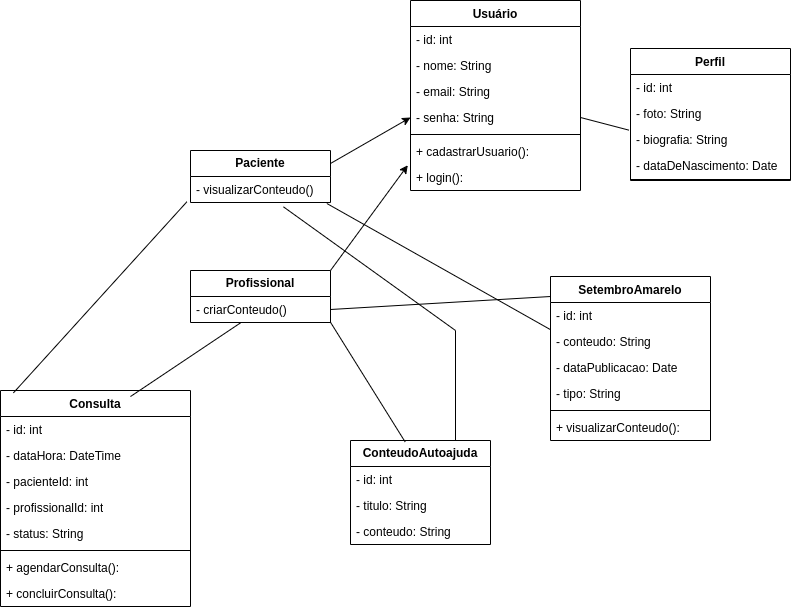 Usuário
- id: int
- nome: String
- email: String
- senha: String
+ cadastrarUsuario():
+ login():
Perfil
- id: int
- foto: String
- biografia: String
- dataDeNascimento: Date
Paciente
- visualizarConteudo()
Profissional
- criarConteudo()
SetembroAmarelo
- id: int
- conteudo: String
- dataPublicacao: Date
- tipo: String
+ visualizarConteudo():
Consulta
- id: int
- dataHora: DateTime
- pacienteId: int
- profissionalId: int
- status: String
+ agendarConsulta():
+ concluirConsulta():
ConteudoAutoajuda
- id: int
- titulo: String
- conteudo: String